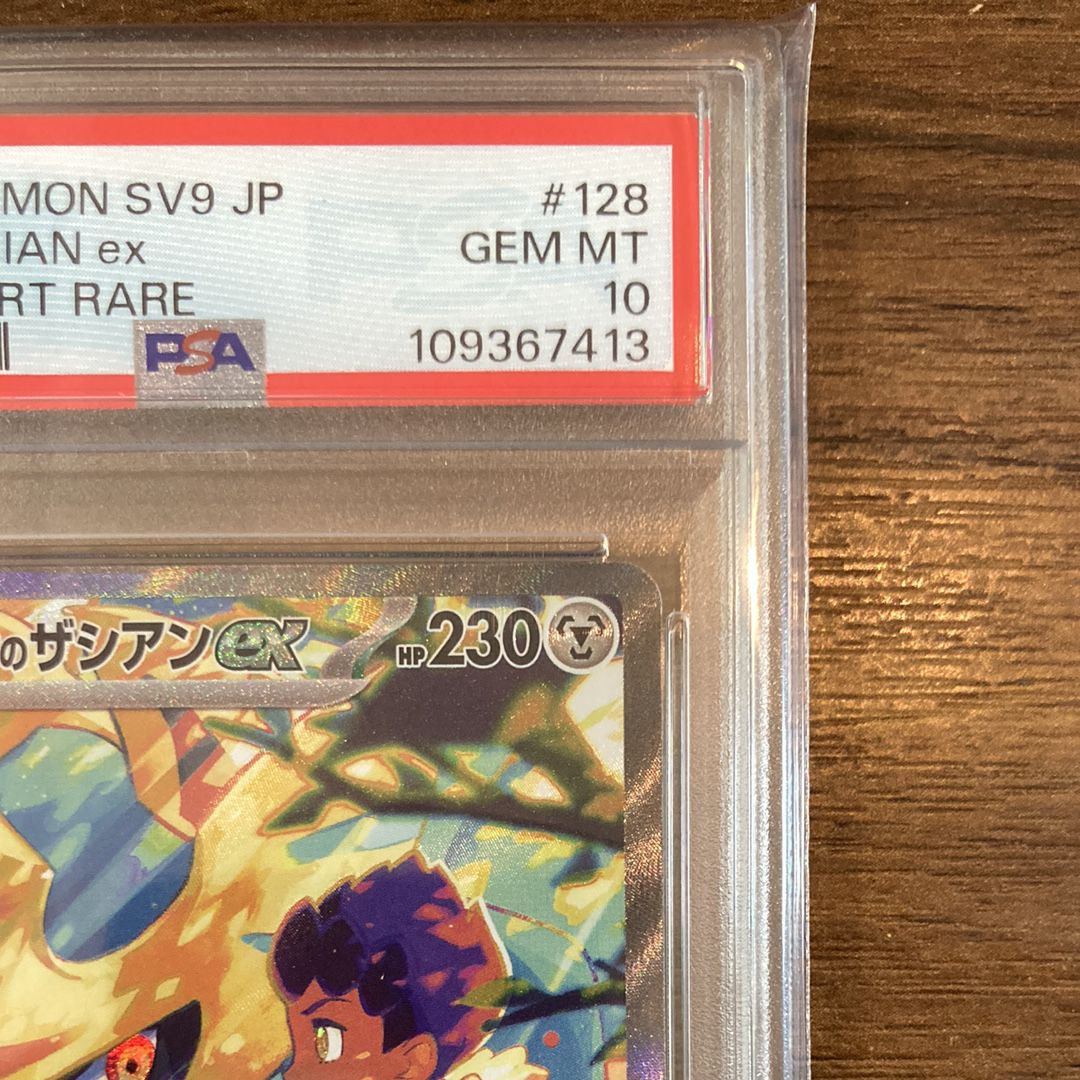 MON SV9 JP #128
IAN ex GEM MT
RT RARE 10
PSA 109367413
のザシアンex HP230